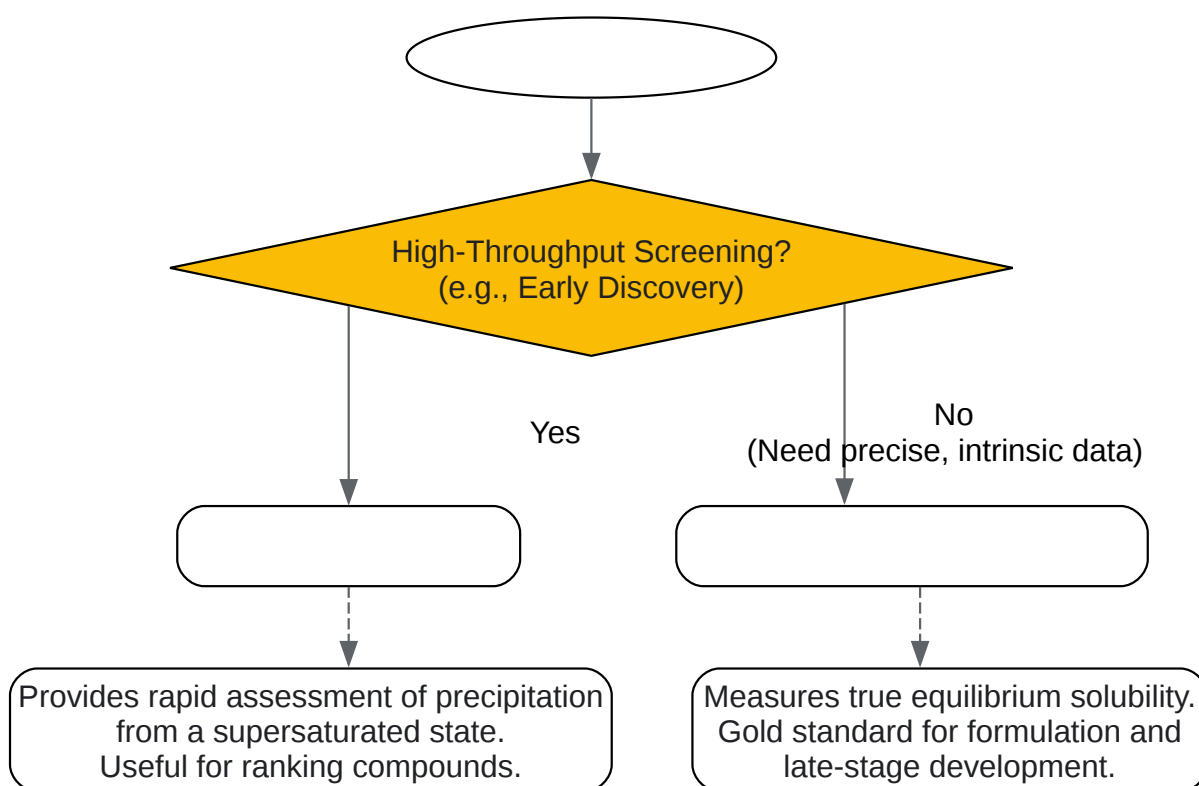 High-Throughput Screening?
(e.g., Early Discovery)
Yes
No
(Need precise, intrinsic data)
Provides rapid assessment of precipitation
from a supersaturated state.
Useful for ranking compounds.
Measures true equilibrium solubility.
Gold standard for formulation and
late-stage development.